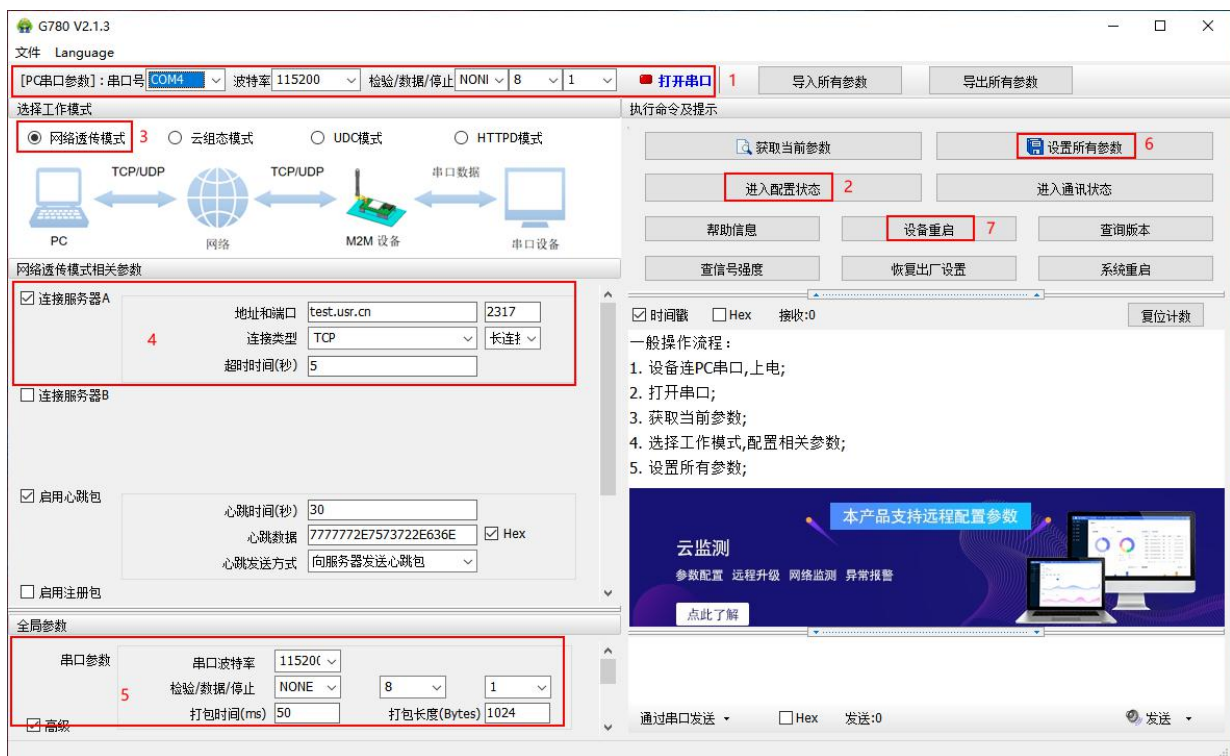 G780 V2.1.3
文件 Language
[PC串口参数]:串口号 COM4 波特率 115200 检验/数据/停止 NONI 8 1 打开串口 1 导入所有参数 导出所有参数
选择工作模式
网络透传模式 3 云组态模式 UDC模式 HTTPD模式
TCP/UDP TCP/UDP 串口数据
PC 网络 M2M 设备 串口设备
网络透传模式相关参数
连接服务器A
地址和端口 test.usr.cn 2317
4 连接类型 TCP 长连接
超时时间(秒) 5
连接服务器B
启用心跳包
心跳时间(秒) 30
心跳数据 7777772E7573722E636E Hex
心跳发送方式 向服务器发送心跳包
启用注册包
全局参数
串口参数 串口波特率 115200
5 检验/数据/停止 NONE 8 1
打包时间(ms) 50 打包长度(Bytes) 1024
高级
执行命令及提示
获取当前参数 设置所有参数 6
进入配置状态 2 进入通讯状态
帮助信息 设备重启 7 查询版本
查信号强度 恢复出厂设置 系统重启
时间戳 Hex 接收:0 复位计数
一般操作流程：
1. 设备连PC串口,上电;
2. 打开串口;
3. 获取当前参数;
4. 选择工作模式,配置相关参数;
5. 设置所有参数;
本产品支持远程配置参数
云监测
参数配置 远程升级 网络监测 异常报警
点此了解
通过串口发送 Hex 发送:0 发送